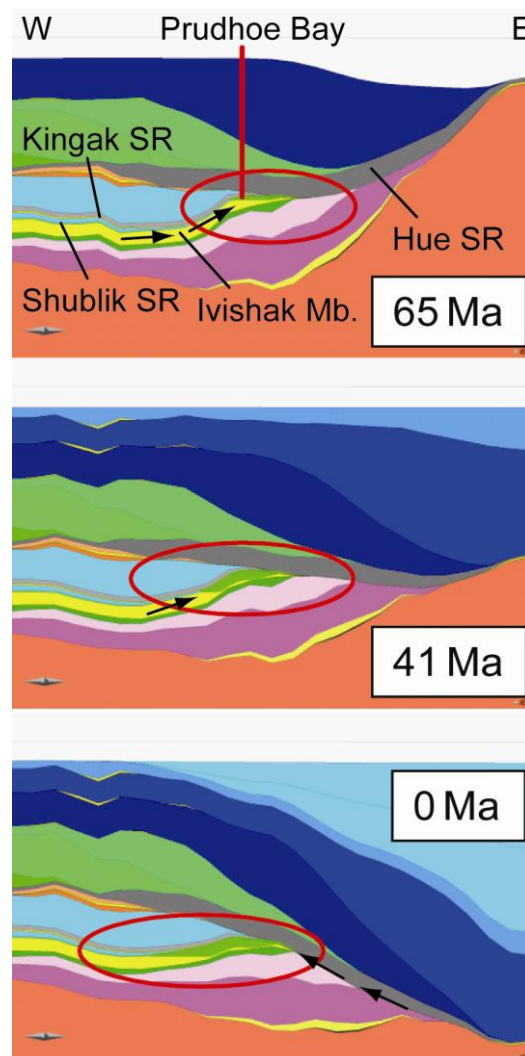 W Prudhoe Bay E
Kingak SR
Hue SR
Shublik SR Ivishak Mb.
65 Ma
41 Ma
0 Ma